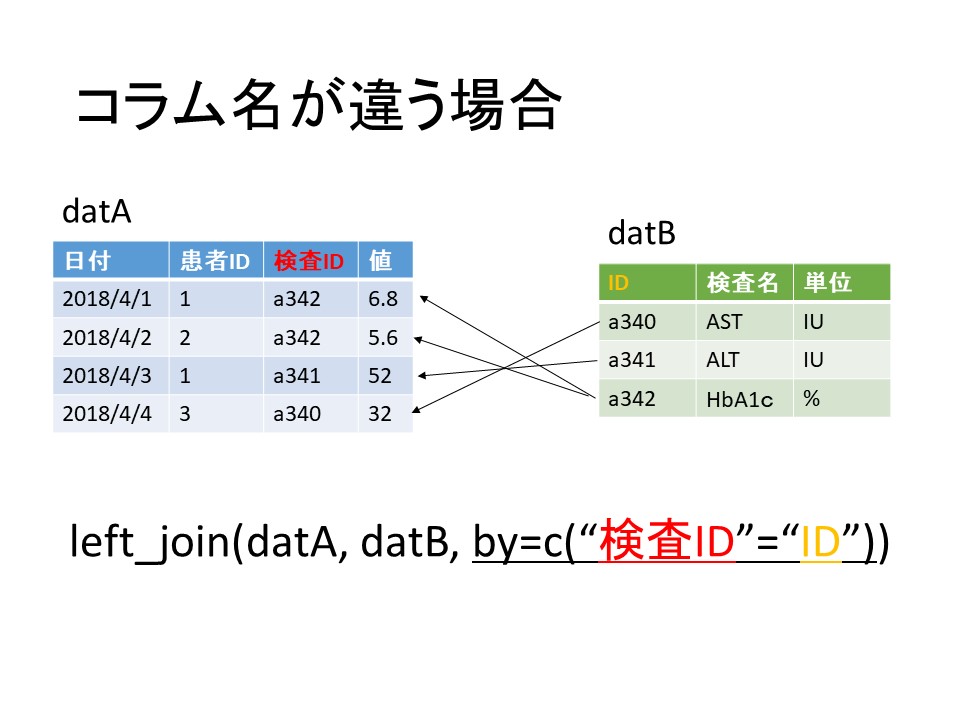 コラム名が違う場合
datA
日付 患者ID 検査ID 値
2018/4/1 1 a342 6.8
2018/4/2 2 a342 5.6
2018/4/3 1 a341 52
2018/4/4 3 a340 32
datB
ID 検査名 単位
a340 AST IU
a341 ALT IU
a342 HbA1c %
left_join(datA, datB, by=c(“検査ID”=“ID”))